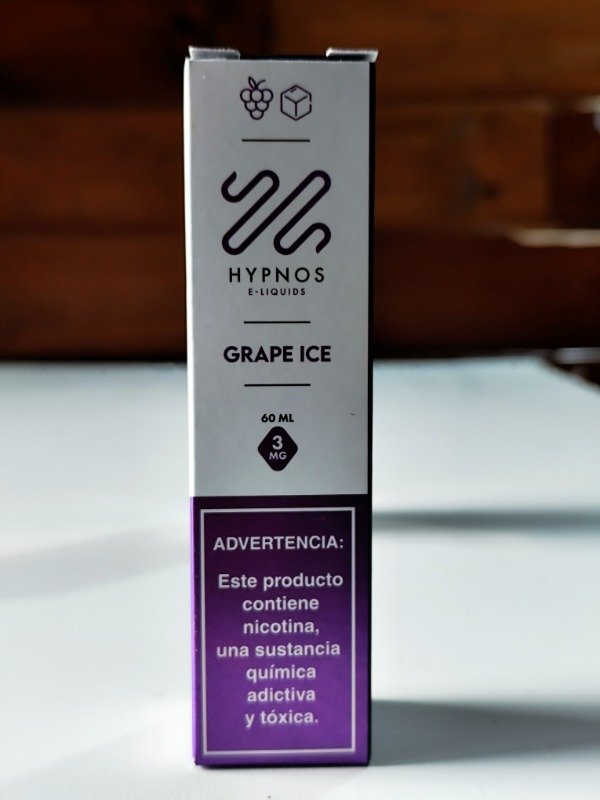 HYPNOS
E-LIQUIDS
GRAPE ICE
60 ML
3
MG
ADVERTENCIA:
Este producto
contiene
nicotina,
una sustancia
química
adictiva
y tóxica.